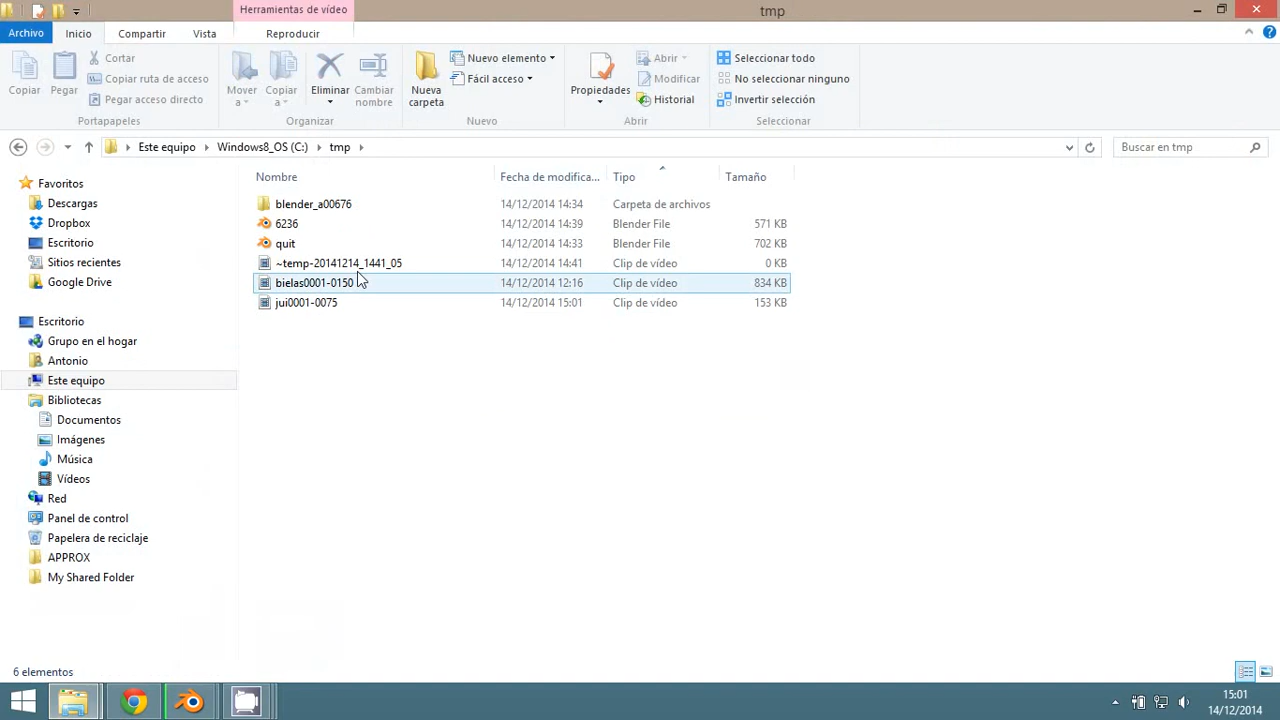 Herramientas de vídeo
tmp
Archivo Inicio Compartir Vista Reproducir
Copiar
Pegar
Cortar
Copiar ruta de acceso
Pegar acceso directo
Portapapeles
Mover a
Copiar a
Eliminar
Cambiar nombre
Organizar
Nueva carpeta
Nuevo elemento
Fácil acceso
Nuevo
Propiedades
Abrir
Modificar
Historial
Abrir
Seleccionar todo
No seleccionar ninguno
Invertir selección
Seleccionar
Este equipo Windows8_OS (C:) tmp
Buscar en tmp
Nombre Fecha de modifica... Tipo Tamaño
blender_a00676 14/12/2014 14:34 Carpeta de archivos
6236 14/12/2014 14:39 Blender File 571 KB
quit 14/12/2014 14:33 Blender File 702 KB
~temp-20141214_1441_05 14/12/2014 14:41 Clip de vídeo 0 KB
bielas0001-0150 14/12/2014 12:16 Clip de vídeo 834 KB
jui0001-0075 14/12/2014 15:01 Clip de vídeo 153 KB
Favoritos
Descargas
Dropbox
Escritorio
Sitios recientes
Google Drive
Escritorio
Grupo en el hogar
Antonio
Este equipo
Bibliotecas
Documentos
Imágenes
Música
Vídeos
Red
Panel de control
Papelera de reciclaje
APPROX
My Shared Folder
6 elementos
15:01
14/12/2014